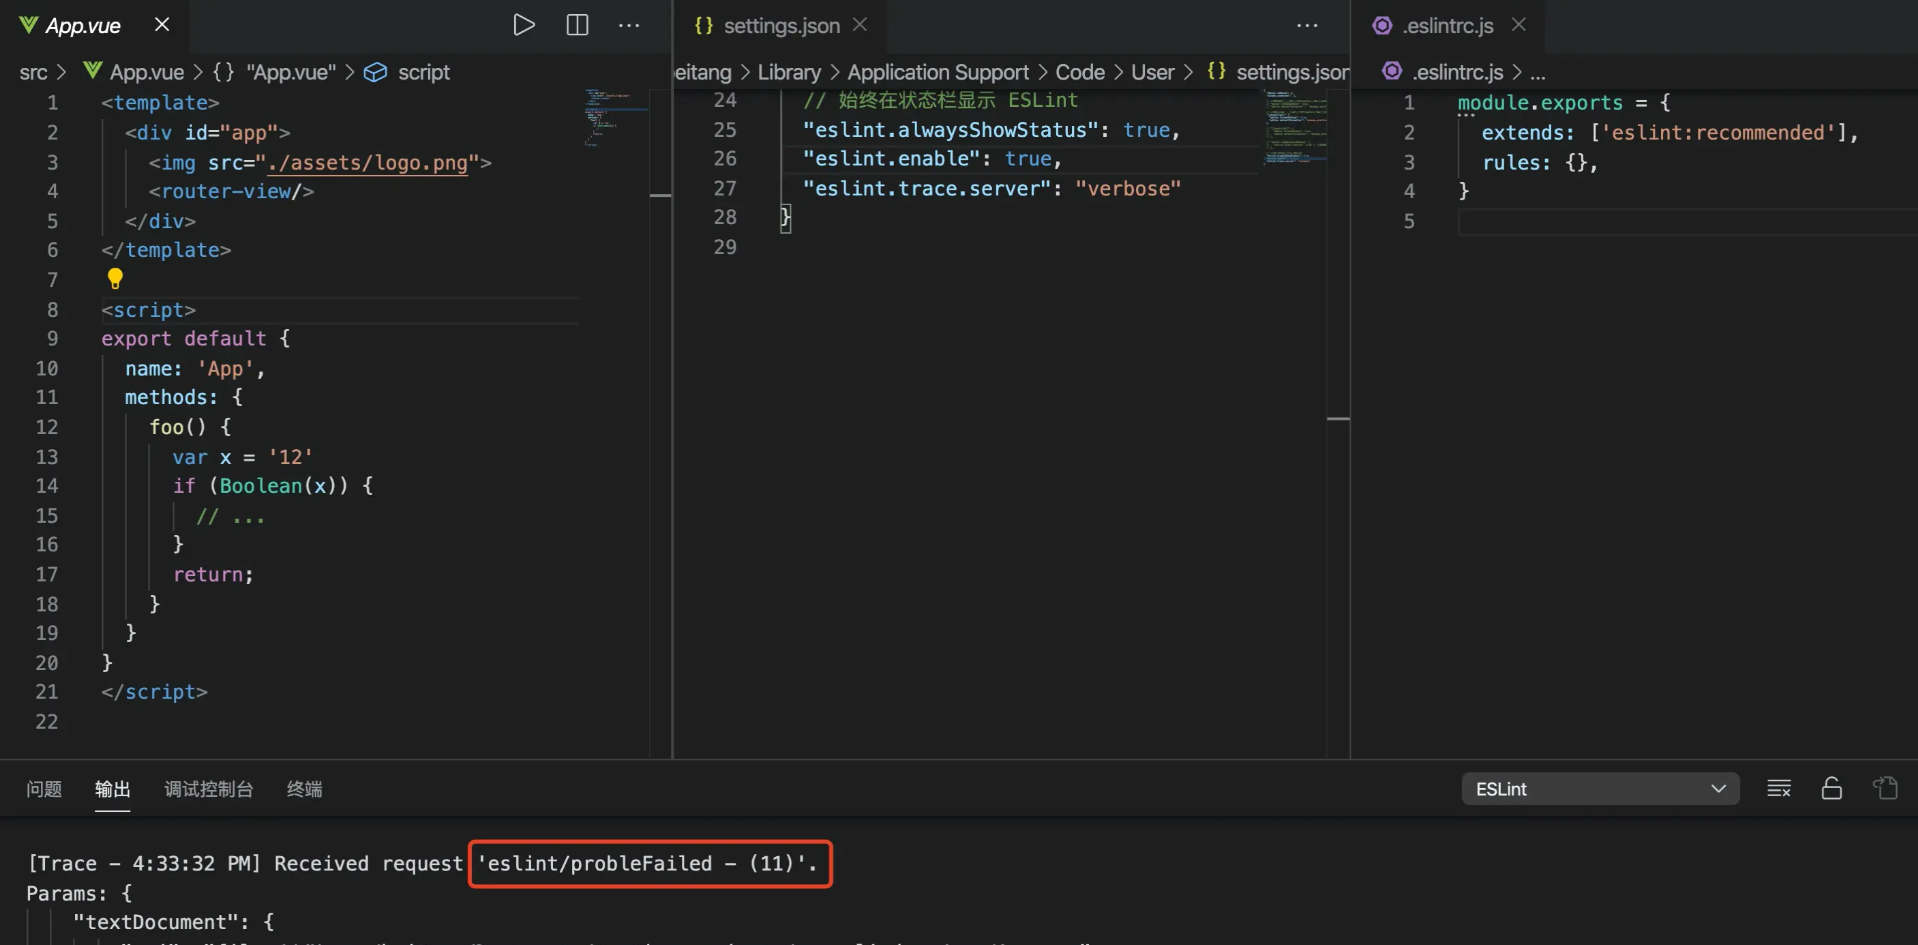 App.vue
settings.json
.eslintrc.js
src > App.vue > {} "App.vue" > script
eitang > Library > Application Support > Code > User > {} settings.json
.eslintrc.js > ...
1 <template>
2 <div id="app">
3 <img src="./assets/logo.png">
4 <router-view/>
5 </div>
6 </template>
7
8 <script>
9 export default {
10 name: 'App',
11 methods: {
12 foo() {
13 var x = '12'
14 if (Boolean(x)) {
15 // ...
16 }
17 return;
18 }
19 }
20 }
21 </script>
22
24 // 始终在状态栏显示 ESLint
25 "eslint.alwaysShowStatus": true,
26 "eslint.enable": true,
27 "eslint.trace.server": "verbose"
28 }
29
1 module.exports = {
2 extends: ['eslint:recommended'],
3 rules: {},
4 }
5
问题 输出 调试控制台 终端
ESLint
[Trace - 4:33:32 PM] Received request 'eslint/probleFailed - (11)'.
Params: {
"textDocument": {